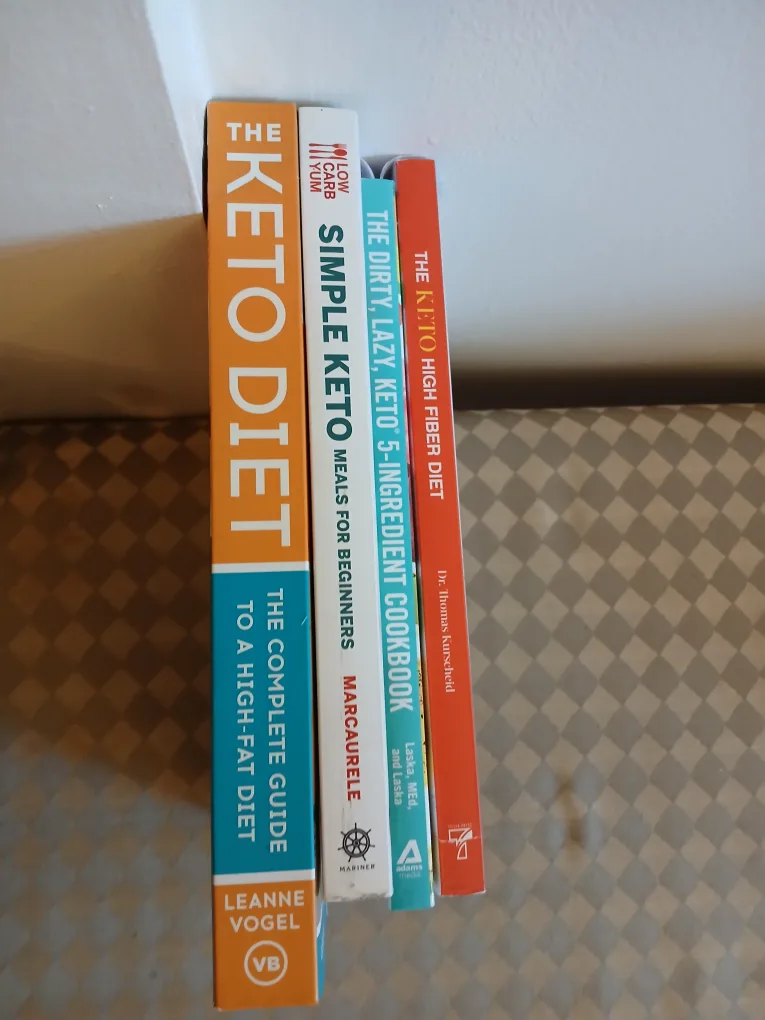 THE
KETO DIET
THE COMPLETE GUIDE
TO A HIGH-FAT DIET
LEANNE
VOGEL
VB
LOW
CARB
YUM
SIMPLE KETO MEALS FOR BEGINNERS
MARCAURELE
MARINER
THE DIRTY, LAZY, KETO® 5-INGREDIENT COOKBOOK
Laska, MEd,
and Laska
adams
media
THE KETO HIGH FIBER DIET
Dr. Thomas Kurscheid